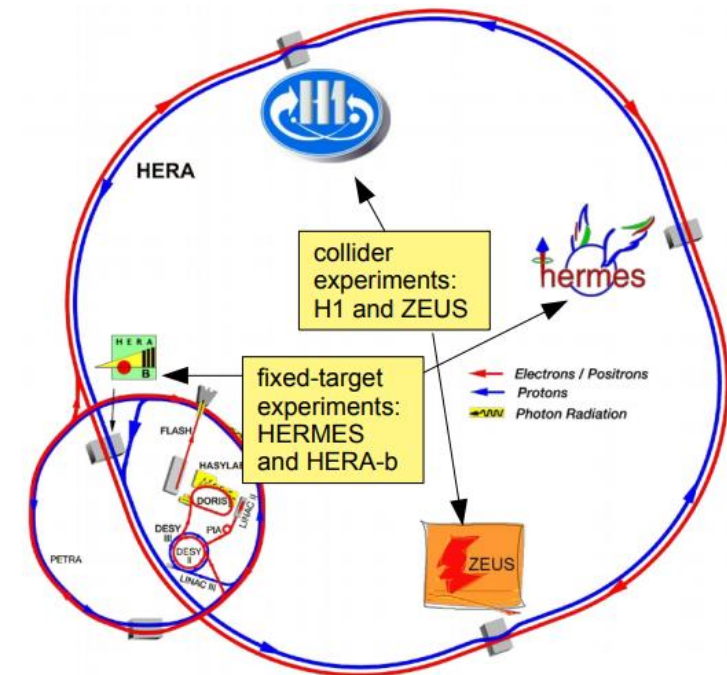 H1
HERA
collider
experiments:
H1 and ZEUS
hermes
HERA
B
fixed-target
experiments:
HERMES
and HERA-b
Electrons / Positrons
Protons
Photon Radiation
FLASH
HASYLAB
DORIS
LINAC II
PIA
DESY
III
DESY
II
LINAC III
PETRA
ZEUS